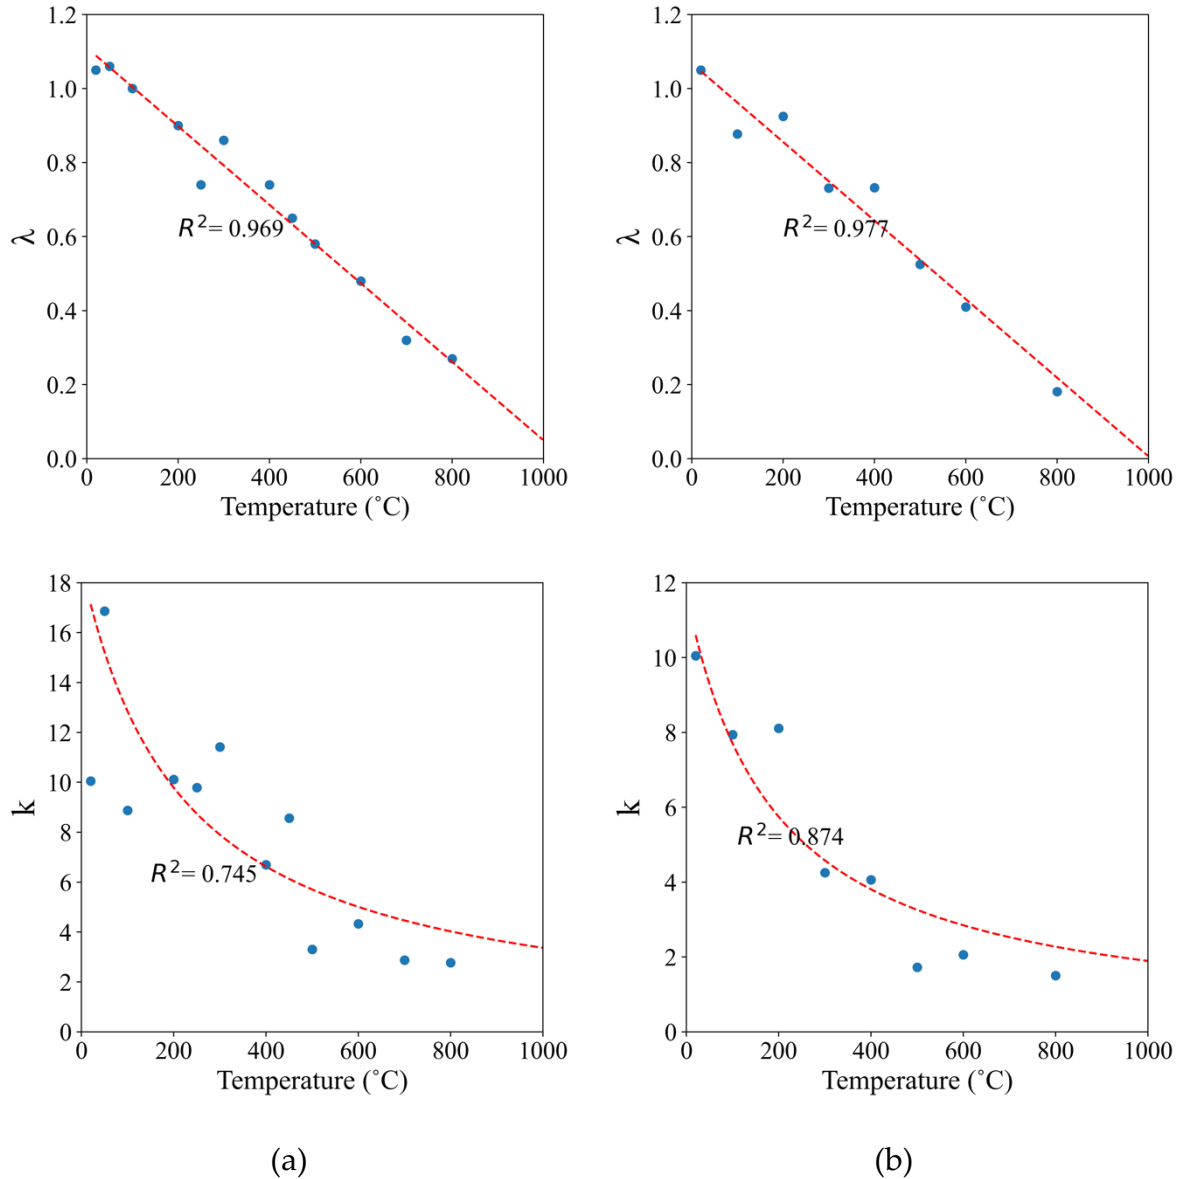 1.2
1.0
0.8
0.6
0.4
0.2
0.0
λ
R²= 0.969
0 200 400 600 800 1000
Temperature (˚C)
1.2
1.0
0.8
0.6
0.4
0.2
0.0
λ
R²= 0.977
0 200 400 600 800 1000
Temperature (˚C)
18
16
14
12
10
8
6
4
2
0
k
R²= 0.745
0 200 400 600 800 1000
Temperature (˚C)
12
10
8
6
4
2
0
k
R²= 0.874
0 200 400 600 800 1000
Temperature (˚C)
(a)
(b)